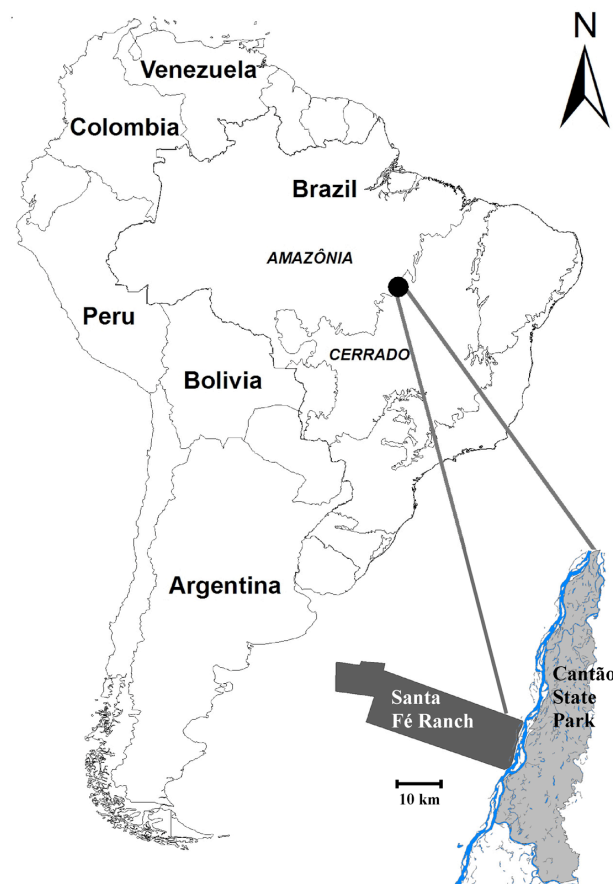 N
Venezuela
Colombia
Brazil
AMAZÔNIA
Peru
CERRADO
Bolivia
Argentina
Santa
Fé Ranch
Cantão
State
Park
10 km